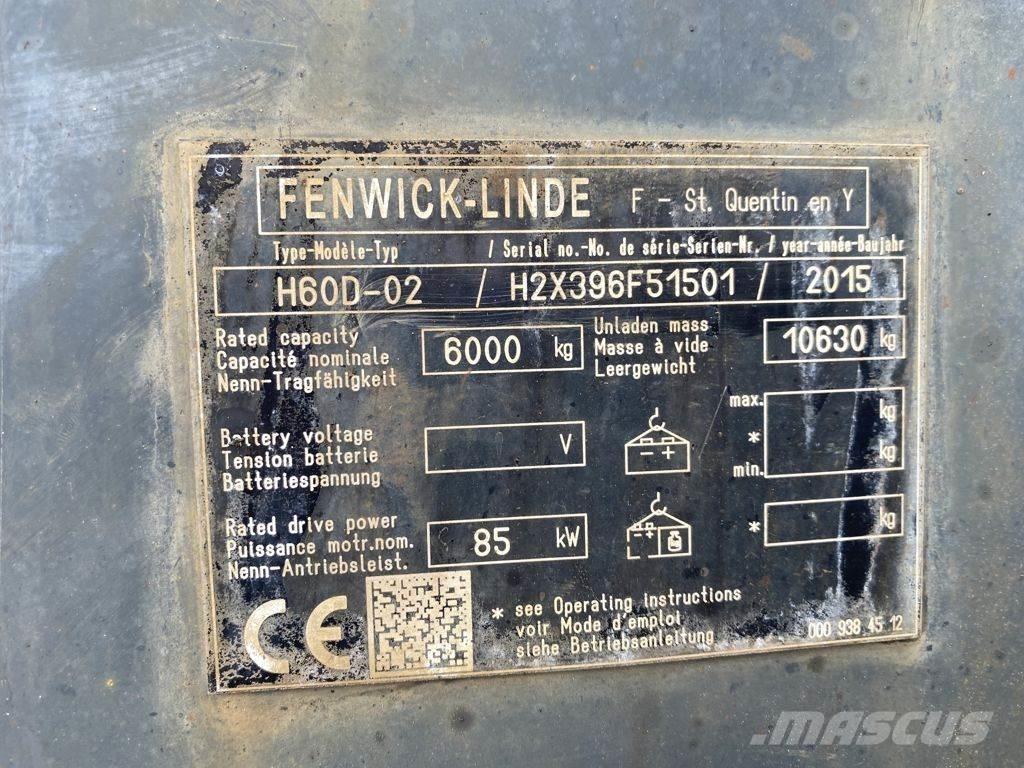 FENWICK-LINDE F - St. Quentin en Y
Type-Modèle-Typ / Serial no.-No. de série-Serien-Nr. / year-année-Baujahr
H60D-02 / H2X396F51501 / 2015
Rated capacity
Capacité nominale
Nenn-Tragfähigkeit
6000 kg
Unladen mass
Masse à vide
Leergewicht
10630 kg
Battery voltage
Tension batterie
Batteriespannung
V
- +
max. kg
* kg
min.
Rated drive power
Puissance motr.nom.
Nenn-Antriebsleist.
85 kW
- +
* kg
CE
* see Operating instructions
voir Mode d'emploi
siehe Betriebsanleitung
000 938 45 12
MASCUS